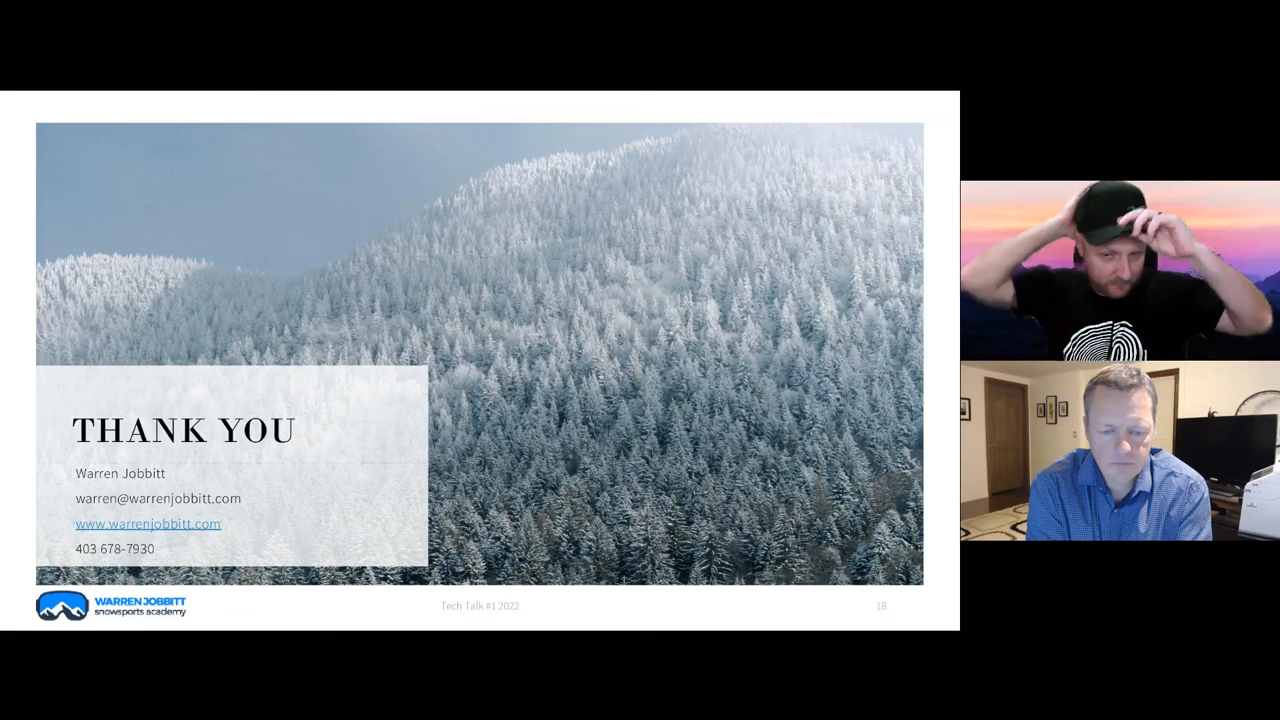 THANK YOU
Warren Jobbitt
warren@warrenjobbitt.com
www.warrenjobbitt.com
403 678-7930
WARREN JOBBITT
snowsports academy
Tech Talk #1 2022
18